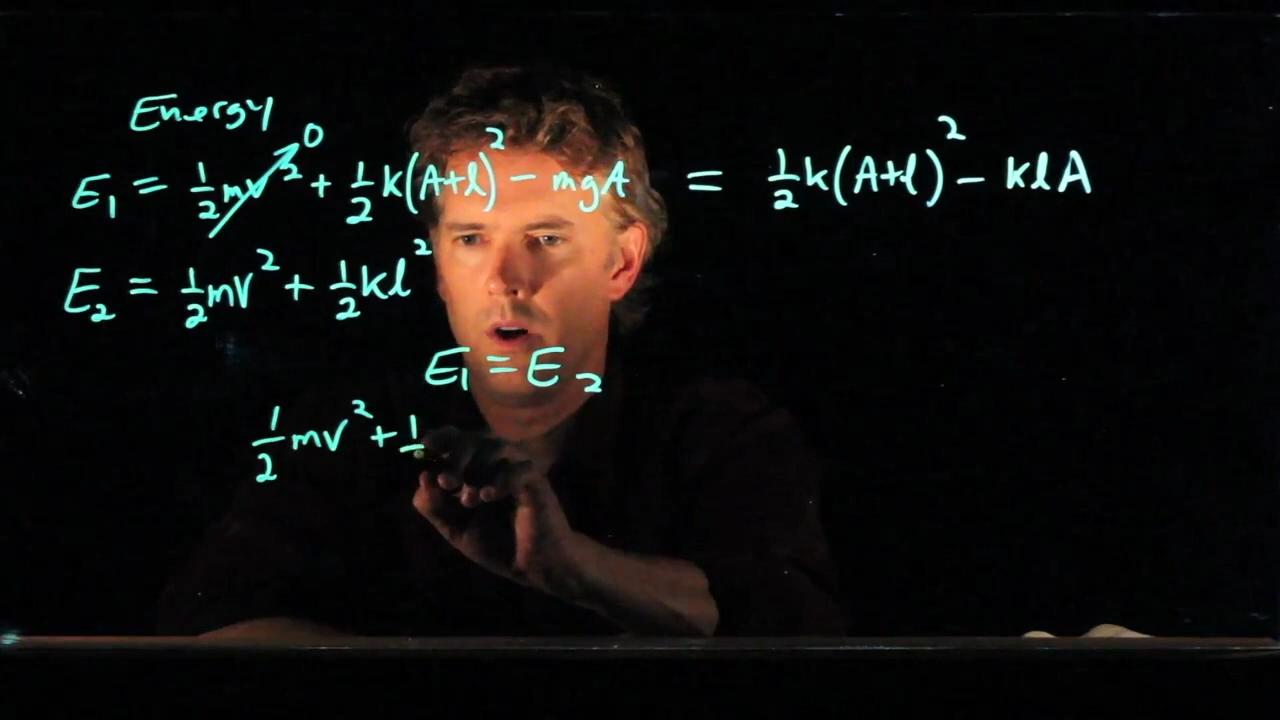 Energy
E₁ = ½mv² 0 + ½k(A+l)² - mgA = ½k(A+l)² - klA
E₂ = ½mv² + ½kl²
E₁ = E₂
½mv² + 1